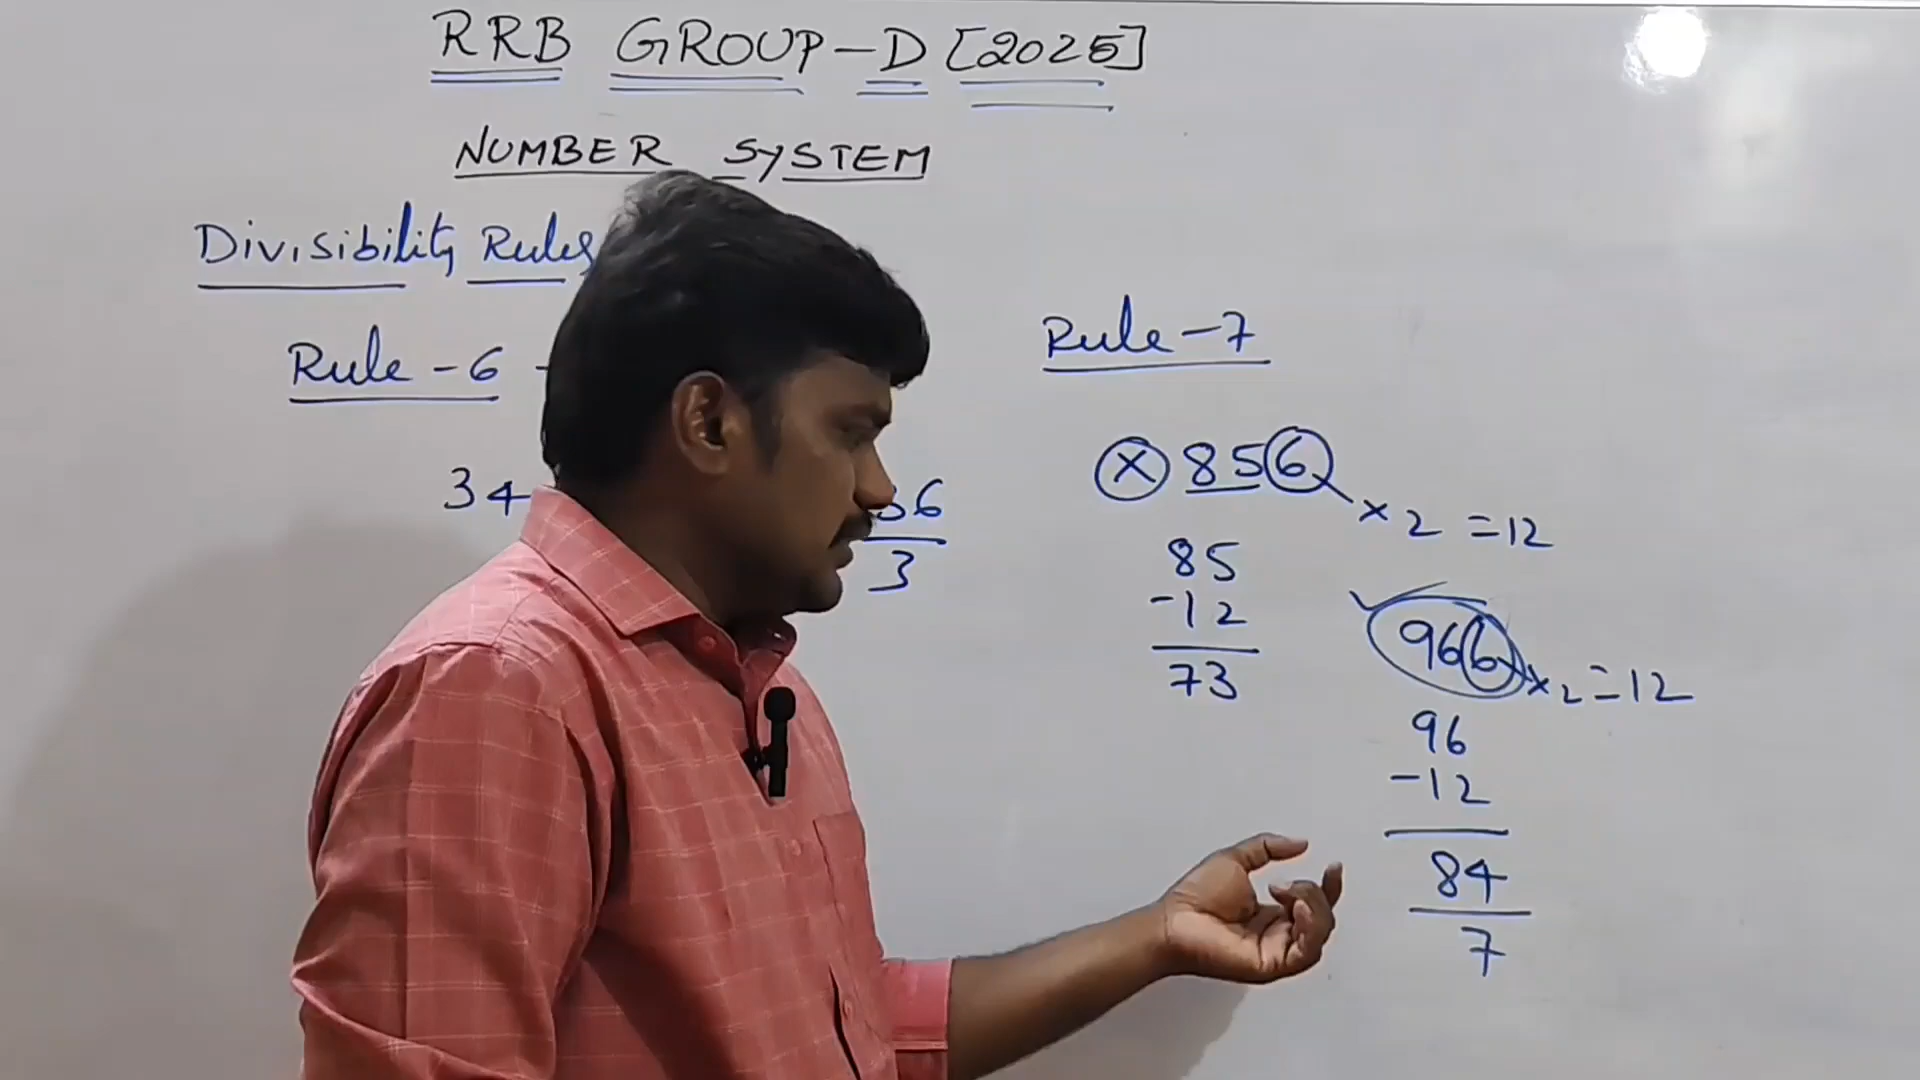 RRB GROUP-D [2025]
NUMBER SYSTEM
Divisibility Rules
Rule-6 -
34
36
3
Rule-7
(x) 856 x 2 = 12
85
-12
73
966 x 2 = 12
96
-12
84
7